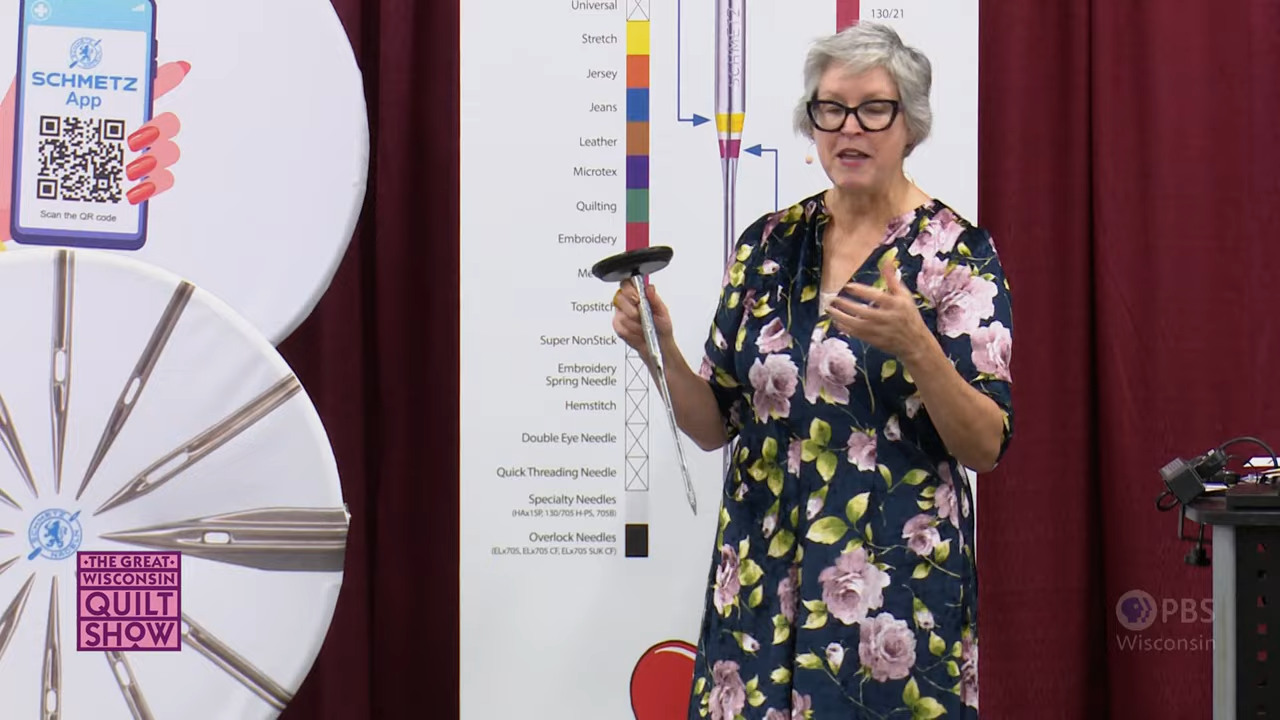 SCHMETZ
App
Scan the QR code
Universal
Stretch
Jersey
Jeans
Leather
Microtex
Quilting
Embroidery
Topstitch
Super NonStick
Embroidery
Spring Needle
Hemstitch
Double Eye Needle
Quick Threading Needle
Specialty Needles
(HAx1SP, 130/705 H-PS, 705B)
Overlock Needles
(ELx705, ELx705 CF, ELx705 SUK CF)
SCHMETZ
130/21
·THE GREAT·
WISCONSIN
QUILT
SHOW
PBS
Wisconsin